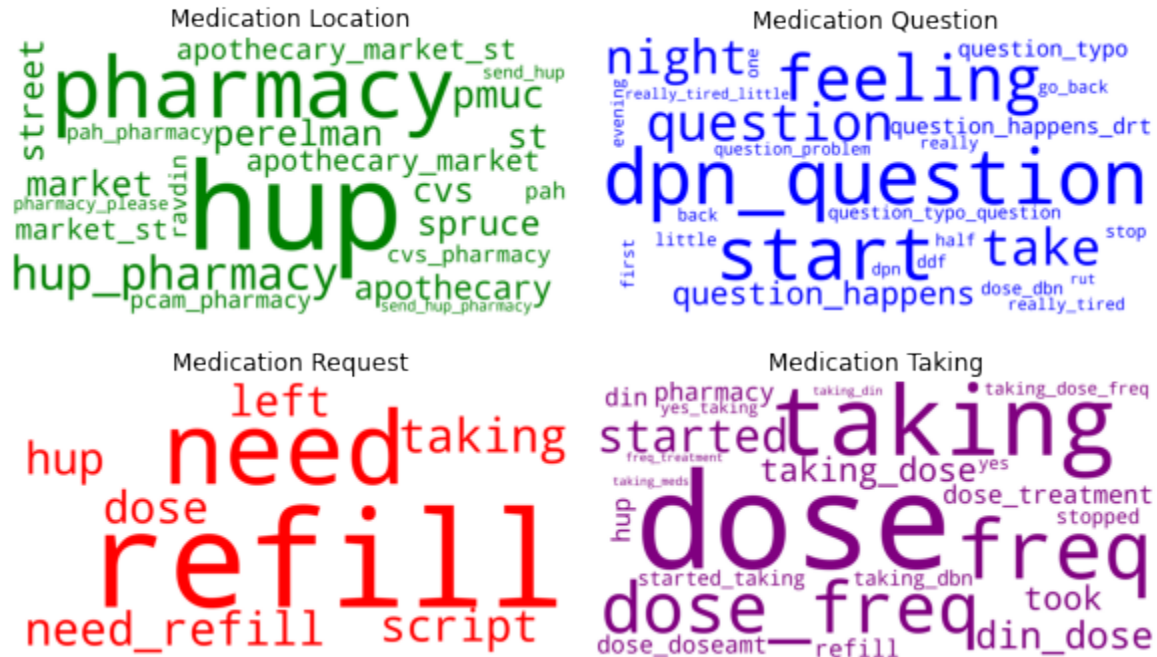 Medication Location
apothecary_market_st
street
pharmacy
send_hup
pmuc
pah_pharmacy
perelman
st
apothecary_market
market
ravdin
hup
cvs
pah
pharmacy_please
spruce
market_st
cvs_pharmacy
hup_pharmacy
apothecary
pcam_pharmacy
send_hup_pharmacy
Medication Question
night
one
feeling
question_typo
go_back
evening
really_tired_little
question
question_happens_drt
really
question_problem
dpn_question
back
question_typo_question
little
start
half
take
stop
first
dpn
ddf
rut
question_happens
dose_dbn
really_tired
Medication Request
left
need
taking
hup
dose
refill
need_refill
script
Medication Taking
din
pharmacy
taking_din
taking_dose_freq
yes_taking
taking
started
freq_treatment
taking_dose
yes
taking_meds
dose
dose_treatment
hup
stopped
freq
started_taking
taking_dbn
took
dose_freq
din_dose
dose_doseamt
refill